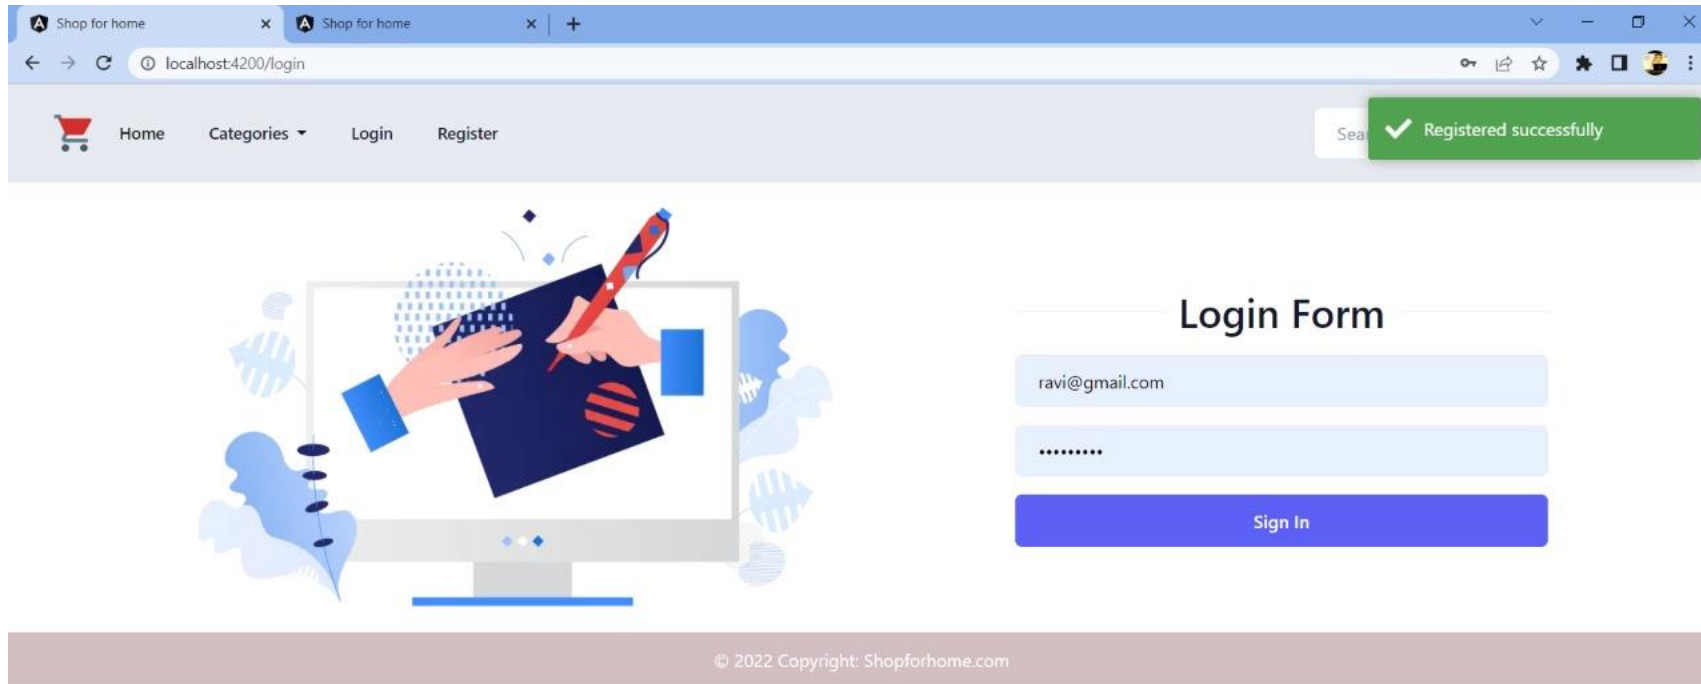 Shop for home
Shop for home
localhost:4200/login
Home Categories Login Register
Sea
Registered successfully
Login Form
ravi@gmail.com
•••••••••
Sign In
© 2022 Copyright: Shopforhome.com